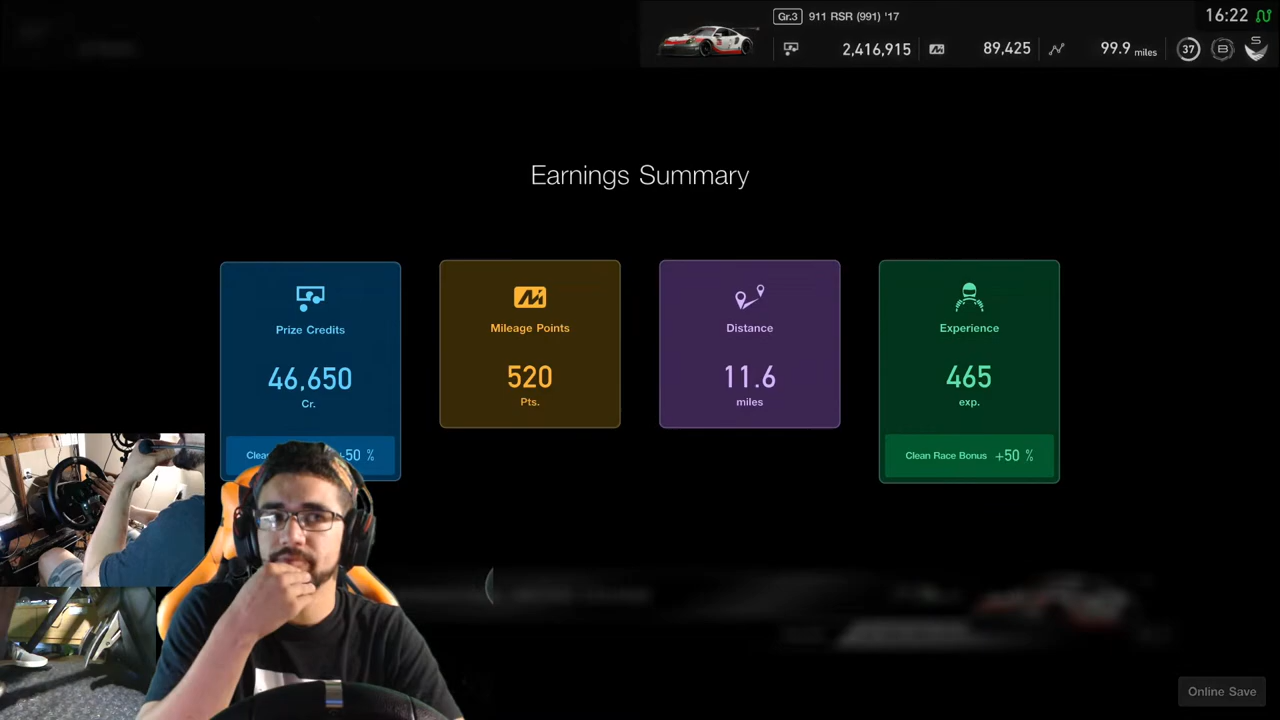 Gr.3 911 RSR (991) '17
16:22
2,416,915 89,425 99.9 miles 37 B S
Earnings Summary
Prize Credits
46,650
Cr.
+50 %
Mileage Points
520
Pts.
Distance
11.6
miles
Experience
465
exp.
Clean Race Bonus +50 %
Online Save